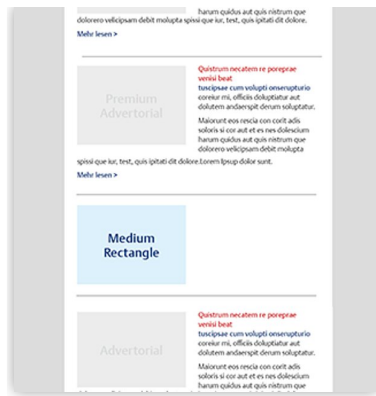 harum quidus aut quis nistrum que
dolorero velicipsam debit molupta spissi que iur, test, quis ipitati dit dolore.
Mehr lesen >
Premium
Advertorial
Quistrum necatem re poreprae
venisi beat
tuscipsae cum volupti onserupturio
coreiur mi, officiis doluptiatur aut
dolutem andaerspit derum soluptatur.
Maiorunt eos rescia con corit adis
soloris si cor aut et es nes dolescium
harum quidus aut quis nistrum que
dolorero velicipsam debit molupta
spissi que iur, test, quis ipitati dit dolore.Lorem Ipsup dolor sunt.
Mehr lesen >
Medium
Rectangle
Advertorial
Quistrum necatem re poreprae
venisi beat
tuscipsae cum volupti onserupturio
coreiur mi, officiis doluptiatur aut
dolutem andaerspit derum soluptatur.
Maiorunt eos rescia con corit adis
soloris si cor aut et es nes dolescium
harum quidus aut quis nistrum que